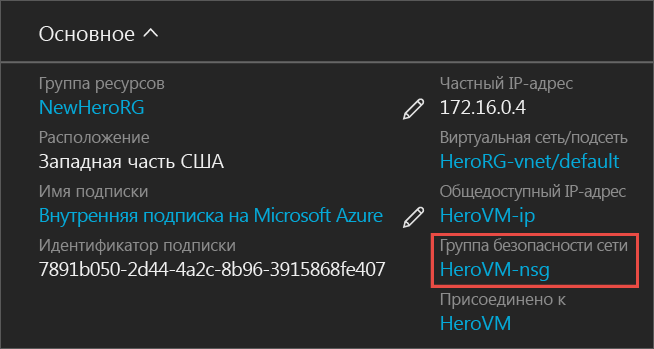 Основное
Группа ресурсов
NewHeroRG
Расположение
Западная часть США
Имя подписки
Внутренняя подписка на Microsoft Azure
Идентификатор подписки
7891b050-2d44-4a2c-8b96-3915868fe407
Частный IP-адрес
172.16.0.4
Виртуальная сеть/подсеть
HeroRG-vnet/default
Общедоступный IP-адрес
HeroVM-ip
Группа безопасности сети
HeroVM-nsg
Присоединено к
HeroVM